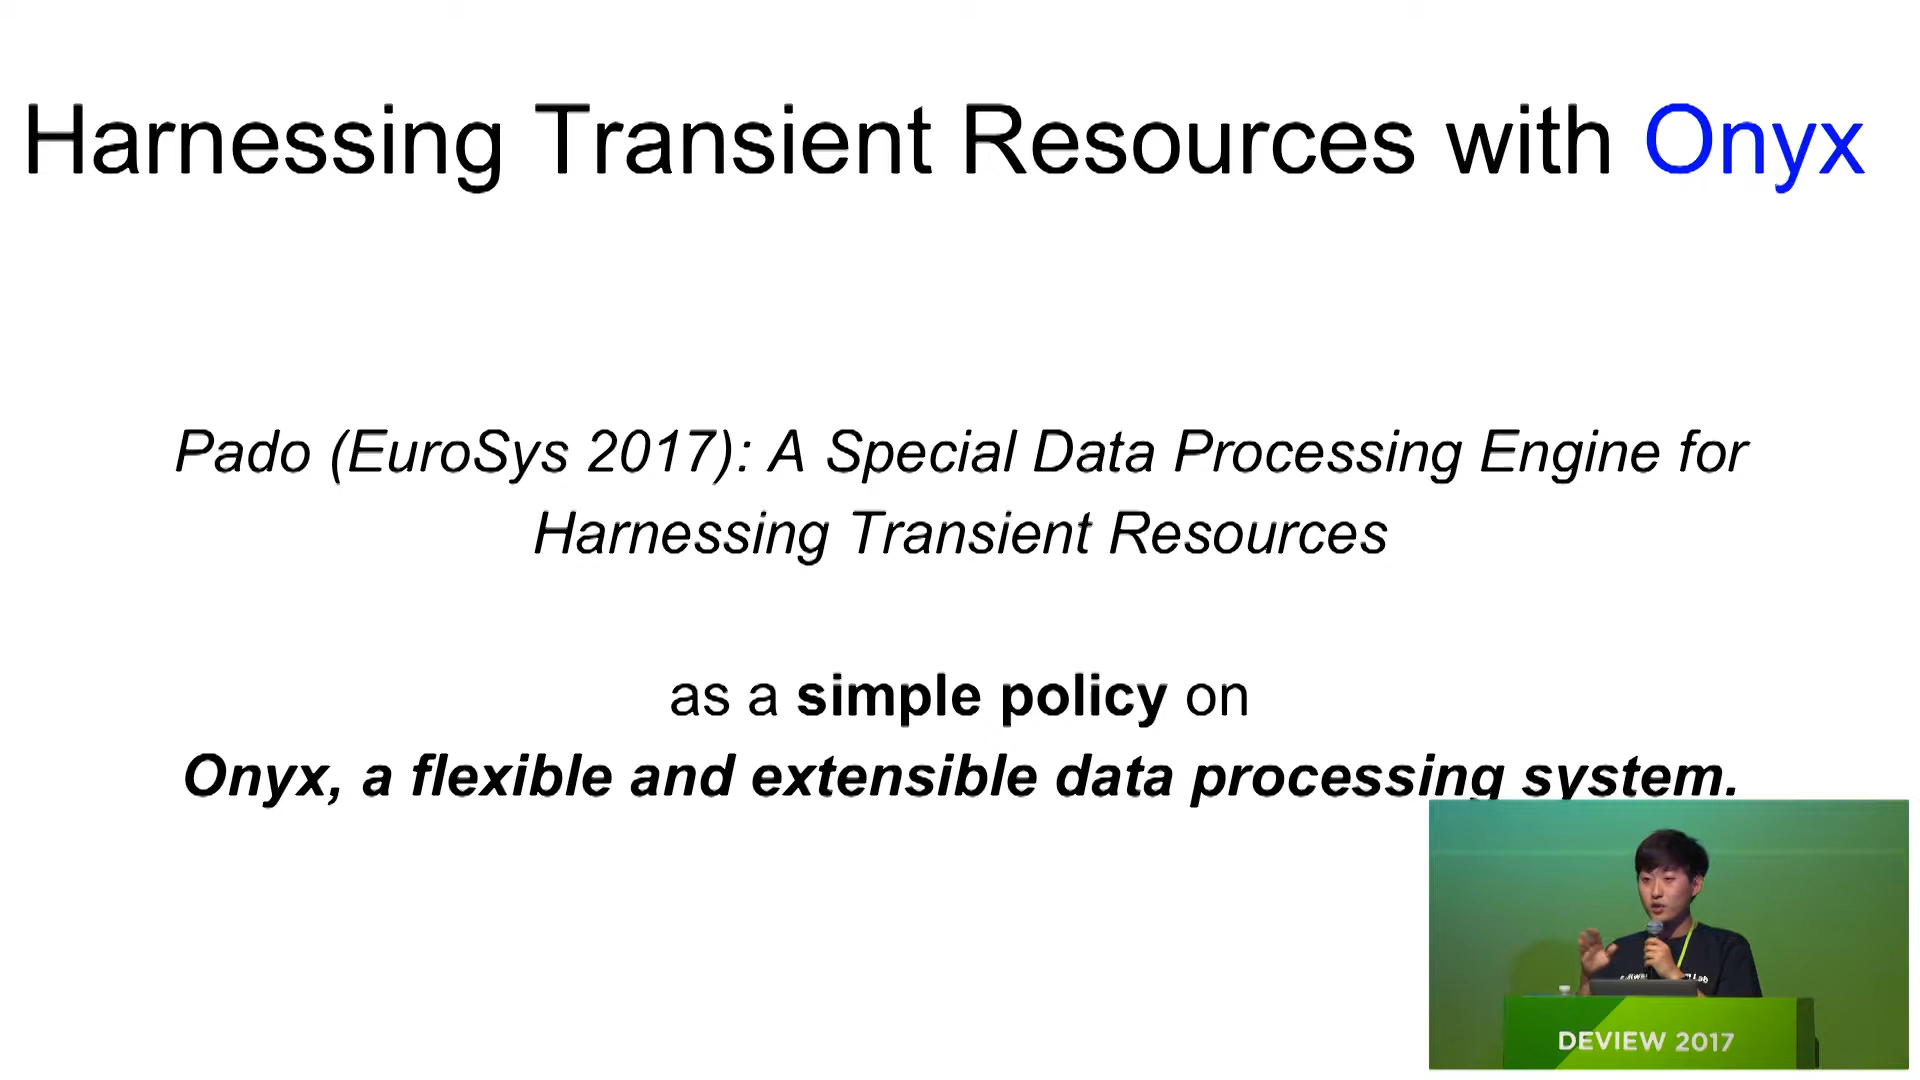 Harnessing Transient Resources with Onyx
Pado (EuroSys 2017): A Special Data Processing Engine for
Harnessing Transient Resources
as a simple policy on
Onyx, a flexible and extensible data processing system.
DEVIEW 2017